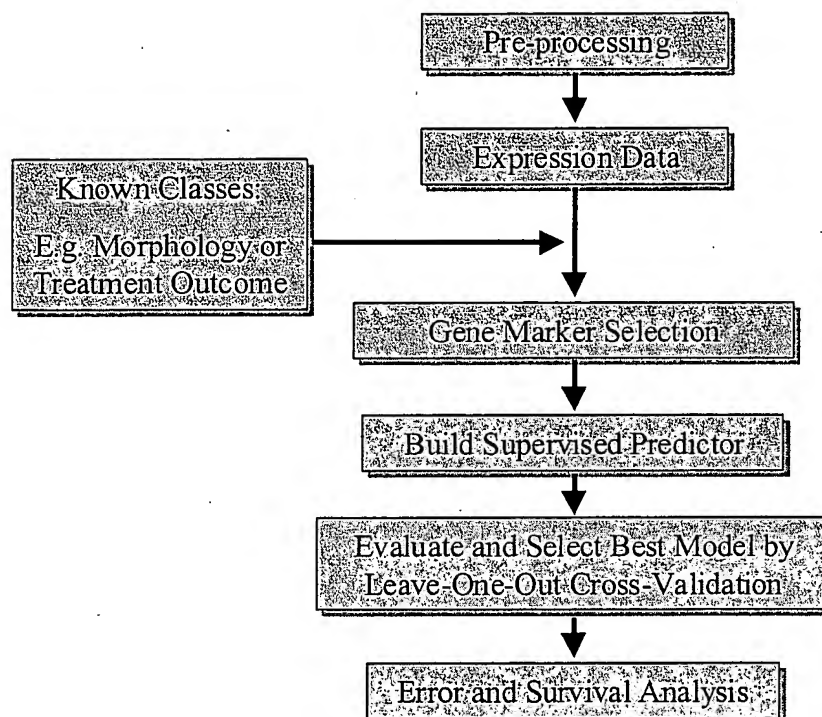 Pre-processing
Expression Data
Known Classes:
E.g. Morphology or
Treatment Outcome
Gene Marker Selection
Build Supervised Predictor
Evaluate and Select Best Model by
Leave-One-Out Cross-Validation
Error and Survival Analysis